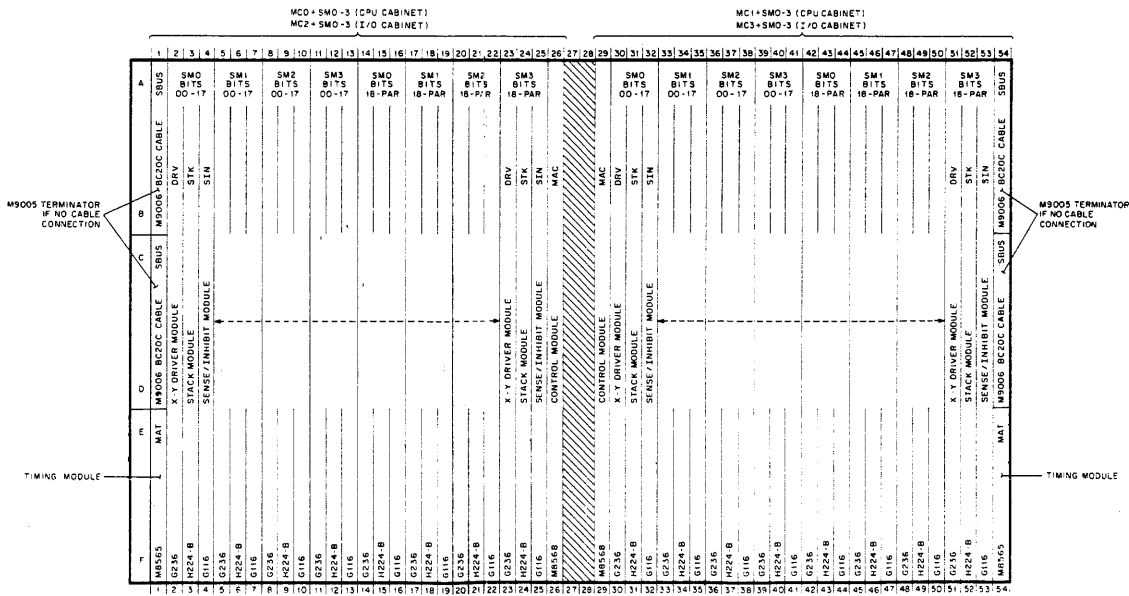 MC0+SM0-3 (CPU CABINET)
MC2+SM0-3 (I/O CABINET)
MC1+SM0-3 (CPU CABINET)
MC3+SM0-3 (I/O CABINET)
1 2 3 4 5 6 7 8 9 10 11 12 13 14 15 16 17 18 19 20 21 22 23 24 25 26 27 28 29 30 31 32 33 34 35 36 37 38 39 40 41 42 43 44 45 46 47 48 49 50 51 52 53 54
A
SBUS
SM0 BITS 00-17
SM1 BITS 00-17
SM2 BITS 00-17
SM3 BITS 00-17
SM0 BITS 18-PAR
SM1 BITS 18-PAR
SM2 BITS 18-PAR
SM3 BITS 18-PAR
SM0 BITS 00-17
SM1 BITS 00-17
SM2 BITS 00-17
SM3 BITS 00-17
SM0 BITS 18-PAR
SM1 BITS 18-PAR
SM2 BITS 18-PAR
SM3 BITS 18-PAR
SBUS
M9006 BC20C CABLE
DRV
STK
SIN
DRV
STK
SIN
MAC
MAC
DRV
STK
SIN
DRV
STK
SIN
M9006 BC20C CABLE
M9005 TERMINATOR
IF NO CABLE
CONNECTION
B
M9005 TERMINATOR
IF NO CABLE
CONNECTION
C
SBUS
SBUS
D
M9006 BC20C CABLE
X-Y DRIVER MODULE
STACK MODULE
SENSE/INHIBIT MODULE
X-Y DRIVER MODULE
STACK MODULE
SENSE/INHIBIT MODULE
CONTROL MODULE
CONTROL MODULE
X-Y DRIVER MODULE
STACK MODULE
SENSE/INHIBIT MODULE
X-Y DRIVER MODULE
STACK MODULE
SENSE/INHIBIT MODULE
M9006 BC20C CABLE
E
MAT
MAT
TIMING MODULE
TIMING MODULE
F
M8565 G236 H224-B G116 G236 H224-B G116 G236 H224-B G116 G236 H224-B G116 G236 H224-B G116 G236 H224-B G116 G236 H224-B G116 G236 H224-B G116 M8568 M8568 G236 H224-B G116 G236 H224-B G116 G236 H224-B G116 G236 H224-B G116 G236 H224-B G116 G236 H224-B G116 G236 H224-B G116 G236 H224-B G116 M8565
1 2 3 4 5 6 7 8 9 10 11 12 13 14 15 16 17 18 19 20 21 22 23 24 25 26 27 28 29 30 31 32 33 34 35 36 37 38 39 40 41 42 43 44 45 46 47 48 49 50 51 52 53 54